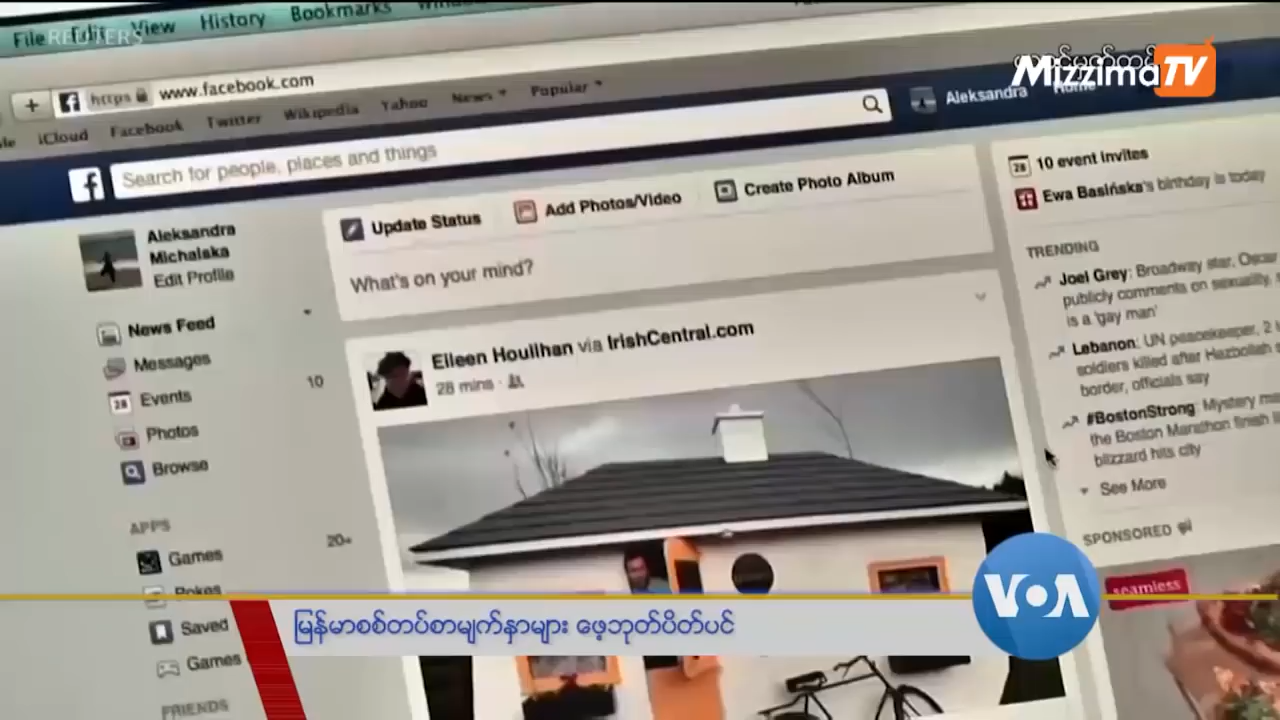 File Edit View History Bookmarks
REUTERS
Mizzima TV
https www.facebook.com
iCloud Facebook Twitter Wikipedia Yahoo News Popular
Search for people, places and things
Aleksandra Home
Aleksandra
Michalska
Edit Profile
News Feed
Messages
Events 10
Photos
Browse
APPS
Games 20+
Pokes
Saved
Games
FRIENDS
Update Status Add Photos/Video Create Photo Album
What's on your mind?
Eileen Houlihan via IrishCentral.com
28 mins
10 event invites
Ewa Basińska's birthday is today
TRENDING
Joel Grey: Broadway star, Oscar
publicly comments on sexuality,
is a 'gay man'
Lebanon: UN peacekeeper, 2
soldiers killed after Hezbollah
border, officials say
#BostonStrong: Mystery
the Boston Marathon finish
blizzard hits city
See More
SPONSORED
seamless
VOA
မြန်မာစစ်တပ်စာမျက်နှာများ ဖေ့ဘုတ်ပိတ်ပင်